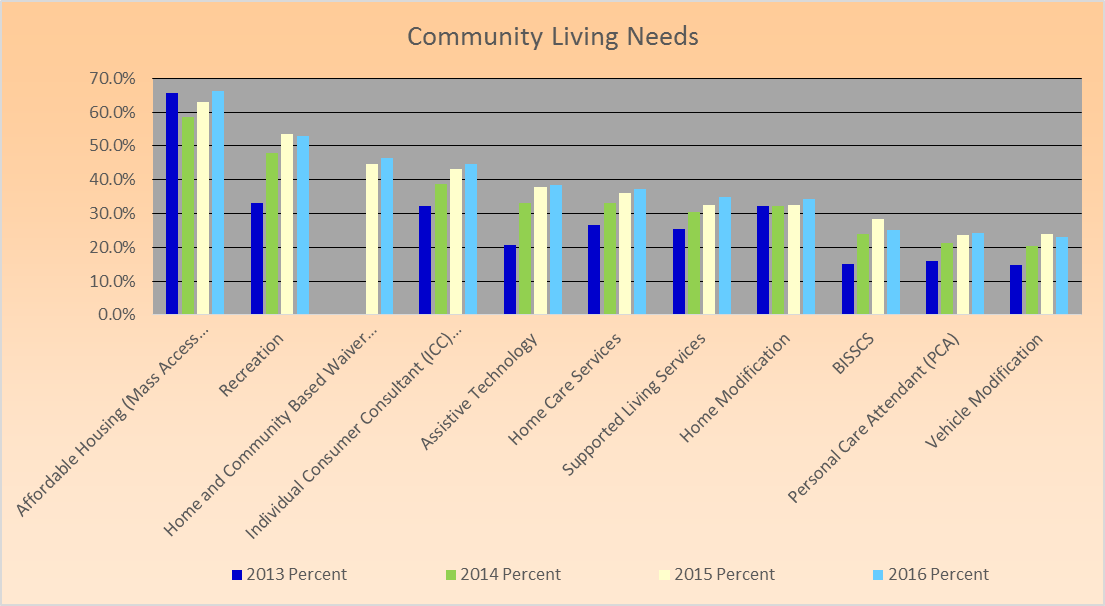 Community Living Needs
70.0%
60.0%
50.0%
40.0%
30.0%
20.0%
10.0%
0.0%
Affordable Housing (Mass Access...
Recreation
Home and Community Based Waiver...
Individual Consumer Consultant (ICC)...
Assistive Technology
Home Care Services
Supported Living Services
Home Modification
BISSCS
Personal Care Attendant (PCA)
Vehicle Modification
2013 Percent
2014 Percent
2015 Percent
2016 Percent